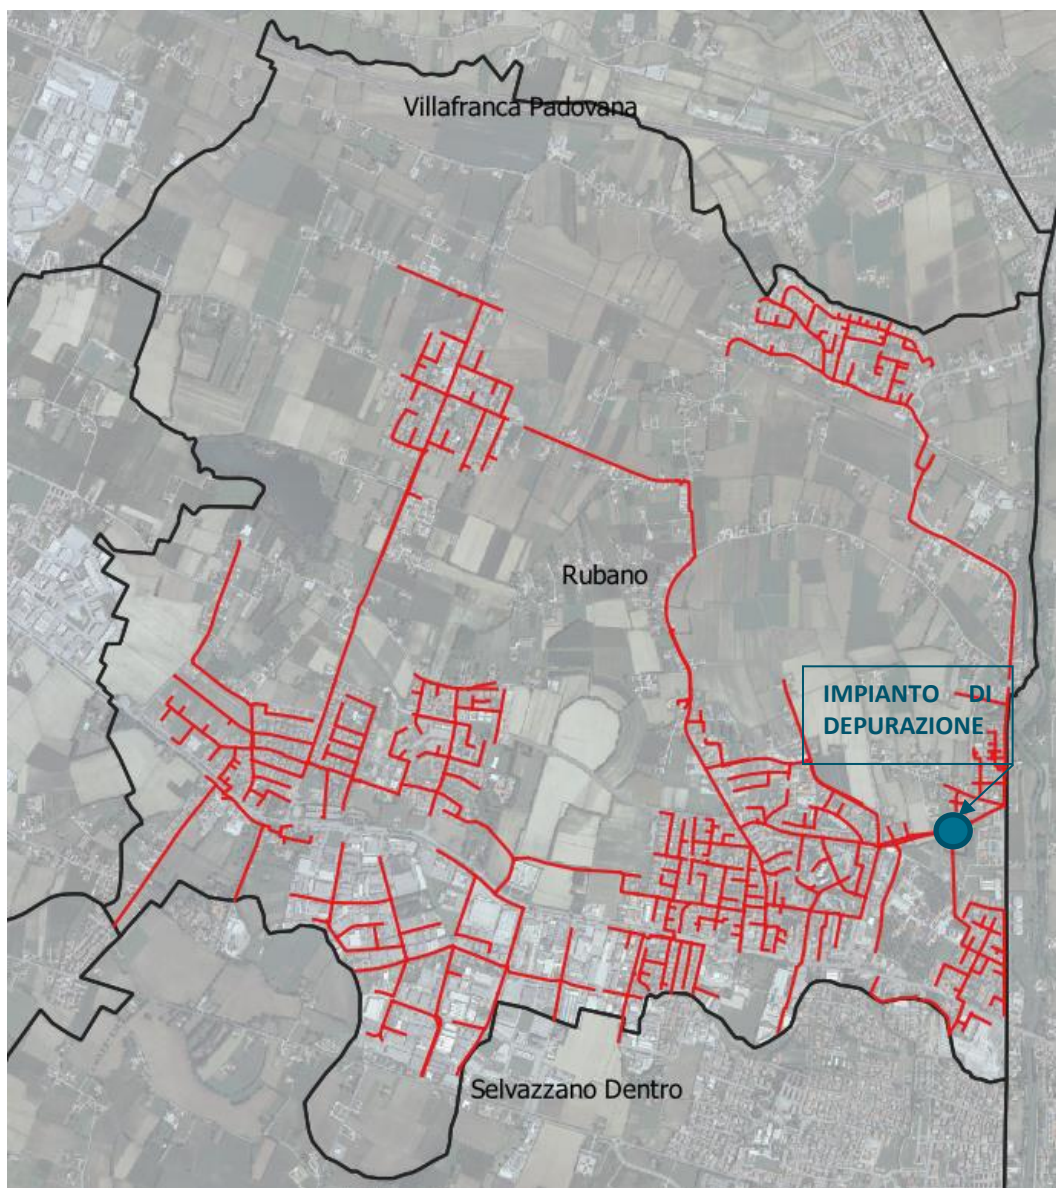 Villafranca Padovana
Rubano
IMPIANTO DI
DEPURAZIONE
Selvazzano Dentro